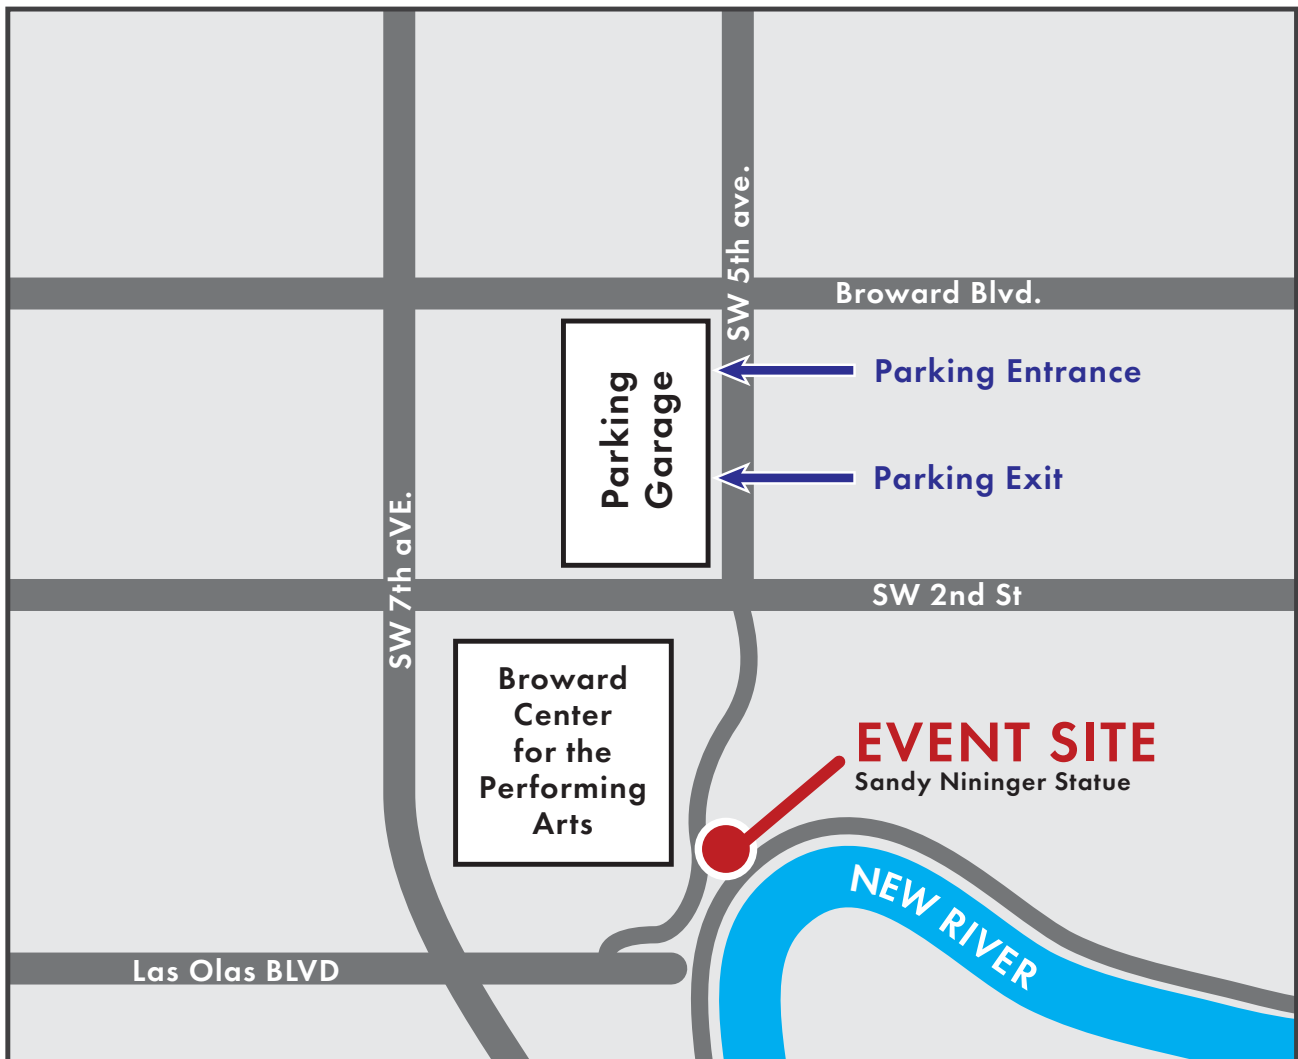 SW 5th ave.
Broward Blvd.
Parking
Garage
Parking Entrance
Parking Exit
SW 7th aVE.
SW 2nd St
Broward
Center
for the
Performing
Arts
EVENT SITE
Sandy Nininger Statue
NEW RIVER
Las Olas BLVD